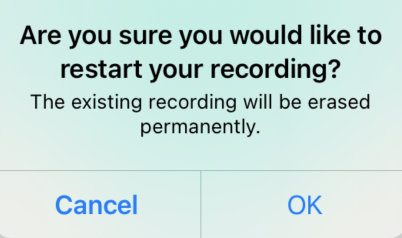 Are you sure you would like to
restart your recording?
The existing recording will be erased
permanently.
Cancel
OK